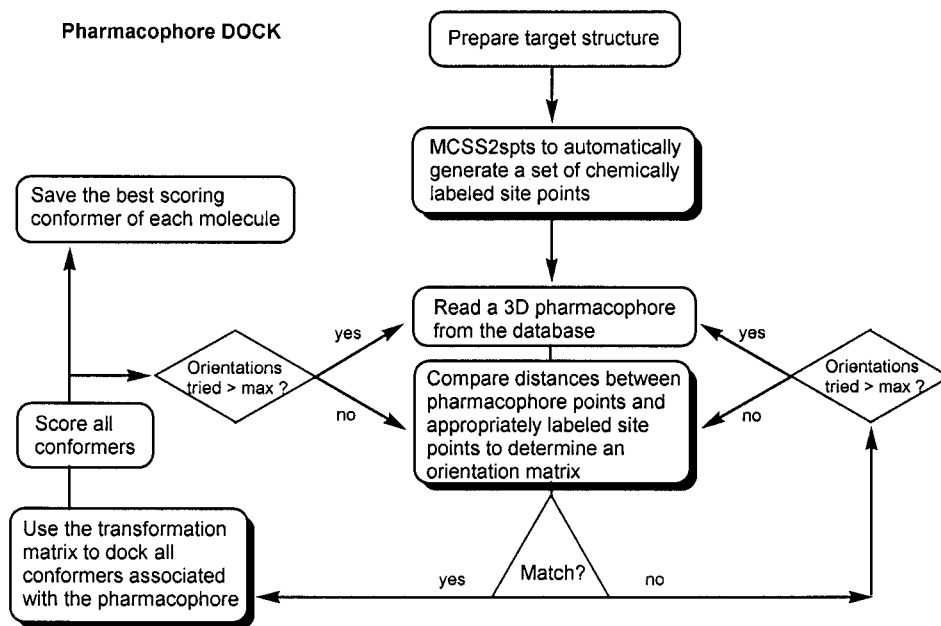 Pharmacophore DOCK
Prepare target structure
MCSS2spts to automatically
generate a set of chemically
labeled site points
Save the best scoring
conformer of each molecule
Read a 3D pharmacophore
from the database
yes
yes
Orientations
tried > max ?
Orientations
tried > max ?
no
no
Compare distances between
pharmacophore points and
appropriately labeled site
points to determine an
orientation matrix
Score all
conformers
Use the transformation
matrix to dock all
conformers associated
with the pharmacophore
yes
Match?
no